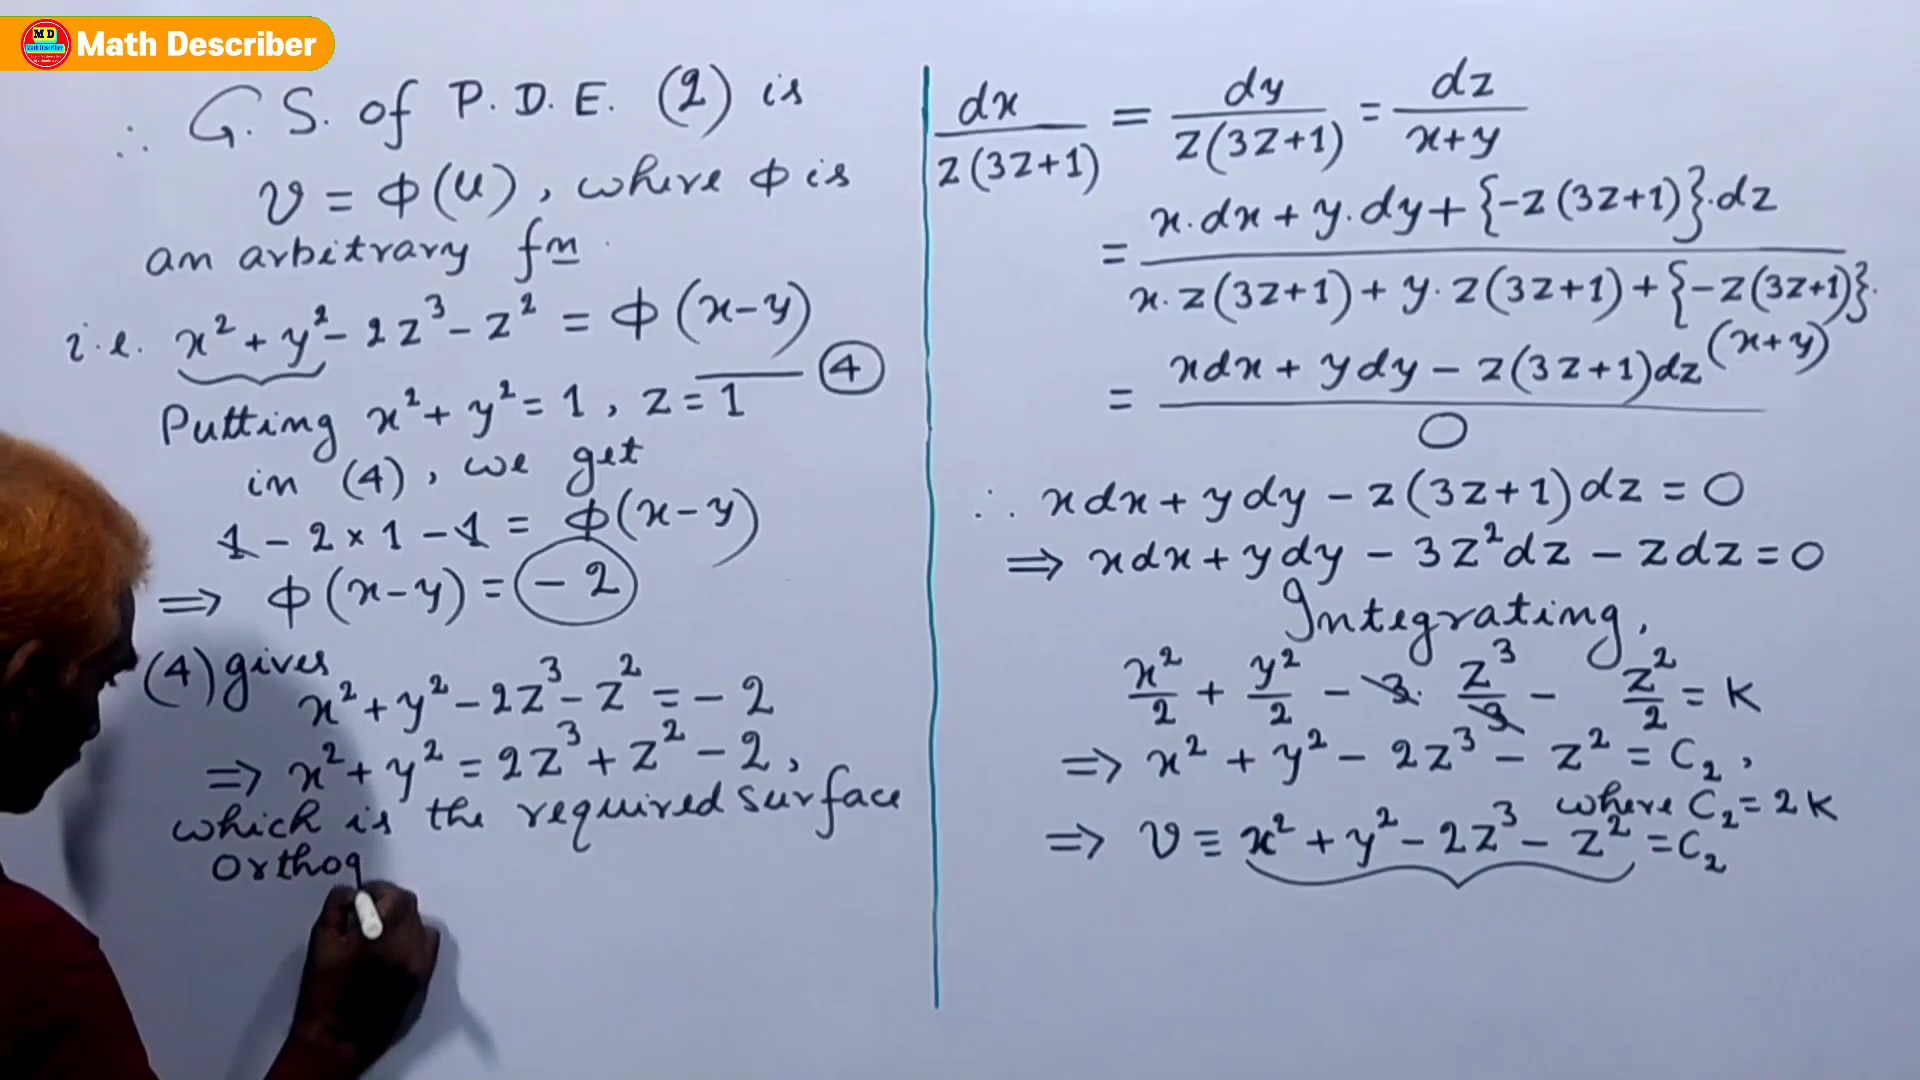 MD
Math Describer
Math Describer
∴ G. S. of P. D. E. (2) is
v = φ(u), where φ is
an arbitrary fn.
i.e. x² + y² - 2z³ - z² = φ(x-y) ④
Putting x² + y² = 1, z = 1
in (4), we get
1 - 2 × 1 - 1 = φ(x-y)
⇒ φ(x-y) = -2
(4) gives
x² + y² - 2z³ - z² = -2
⇒ x² + y² = 2z³ + z² - 2,
which is the required surface
orthog
dx/z(3z+1) = dy/z(3z+1) = dz/x+y
= x.dx + y.dy + {-z(3z+1)}.dz / x.z(3z+1) + y.z(3z+1) + {-z(3z+1)}.(x+y)
= xdx + ydy - z(3z+1)dz / 0
∴ xdx + ydy - z(3z+1)dz = 0
⇒ xdx + ydy - 3z²dz - zdz = 0
Integrating,
x²/2 + y²/2 - 3. z³/3 - z²/2 = K
⇒ x² + y² - 2z³ - z² = C₂,
where C₂ = 2K
⇒ v ≡ x² + y² - 2z³ - z² = C₂